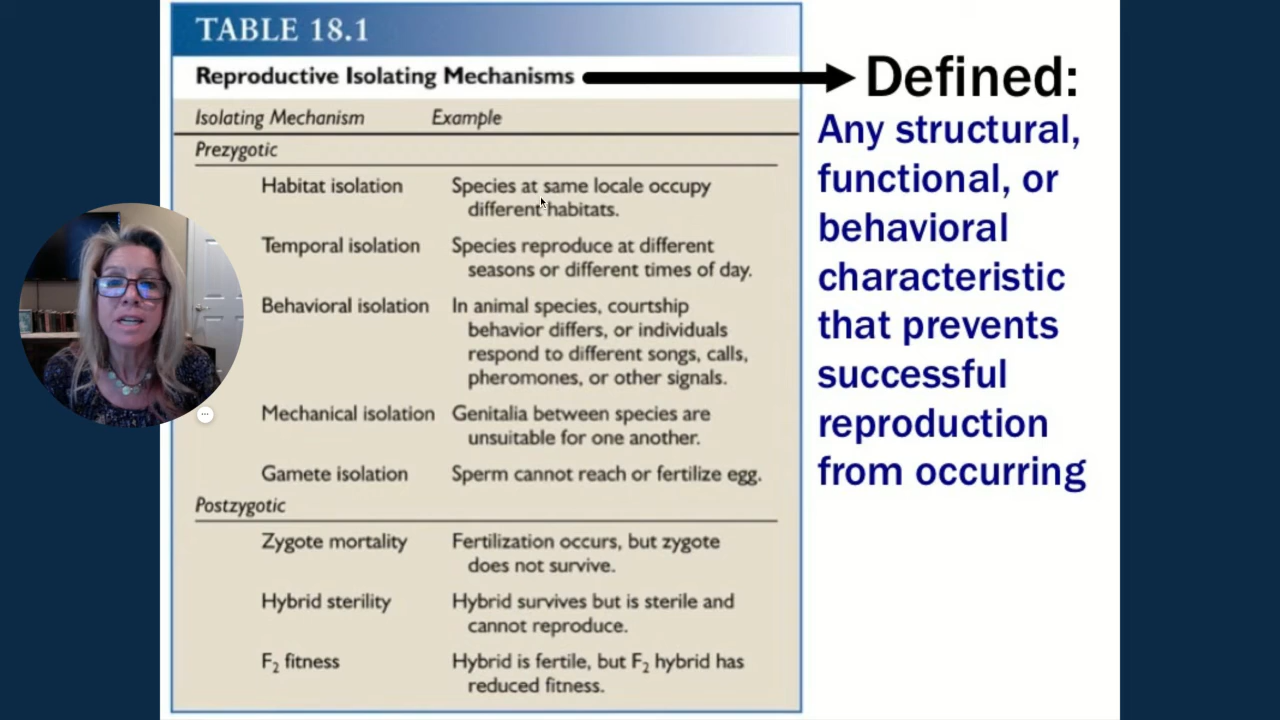 TABLE 18.1
Reproductive Isolating Mechanisms
Isolating Mechanism Example
Prezygotic
Habitat isolation Species at same locale occupy
different habitats.
Temporal isolation Species reproduce at different
seasons or different times of day.
Behavioral isolation In animal species, courtship
behavior differs, or individuals
respond to different songs, calls,
pheromones, or other signals.
Mechanical isolation Genitalia between species are
unsuitable for one another.
Gamete isolation Sperm cannot reach or fertilize egg.
Postzygotic
Zygote mortality Fertilization occurs, but zygote
does not survive.
Hybrid sterility Hybrid survives but is sterile and
cannot reproduce.
F₂ fitness Hybrid is fertile, but F₂ hybrid has
reduced fitness.
Defined:
Any structural,
functional, or
behavioral
characteristic
that prevents
successful
reproduction
from occurring